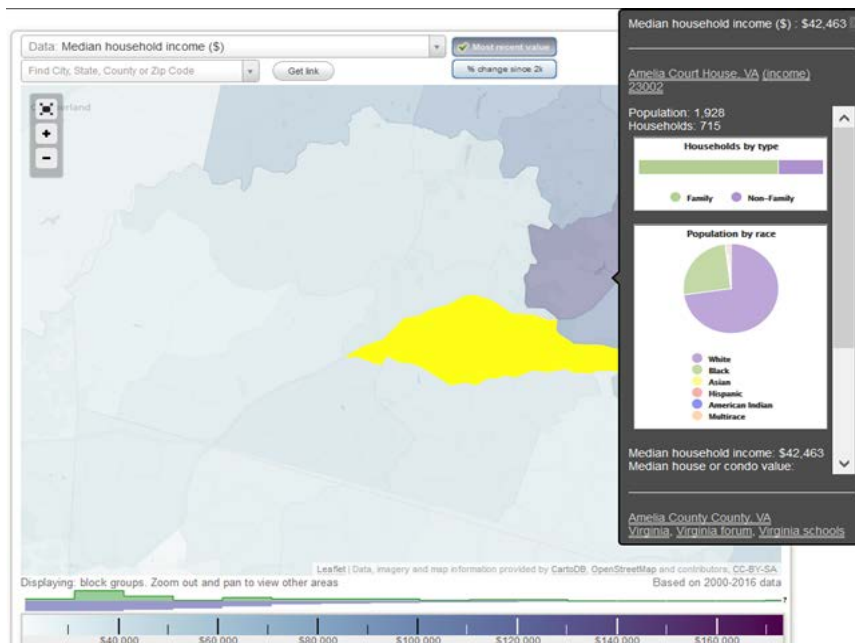 Data: Median household income ($)
Most recent value
Find City, State, County or Zip Code
Get link
% change since 2k
erland
+
−
Leaflet | Data, imagery and map information provided by CartoDB, OpenStreetMap and contributors, CC-BY-SA
Displaying: block groups. Zoom out and pan to view other areas
Based on 2000-2016 data
?
$40,000 $60,000 $80,000 $100,000 $120,000 $140,000 $160,000
Median household income ($) : $42,463
Amelia Court House, VA (income)
23002
Population: 1,928
Households: 715
Households by type
Family Non-Family
Population by race
White
Black
Asian
Hispanic
American Indian
Multirace
Median household income: $42,463
Median house or condo value:
Amelia County County, VA
Virginia, Virginia forum, Virginia schools